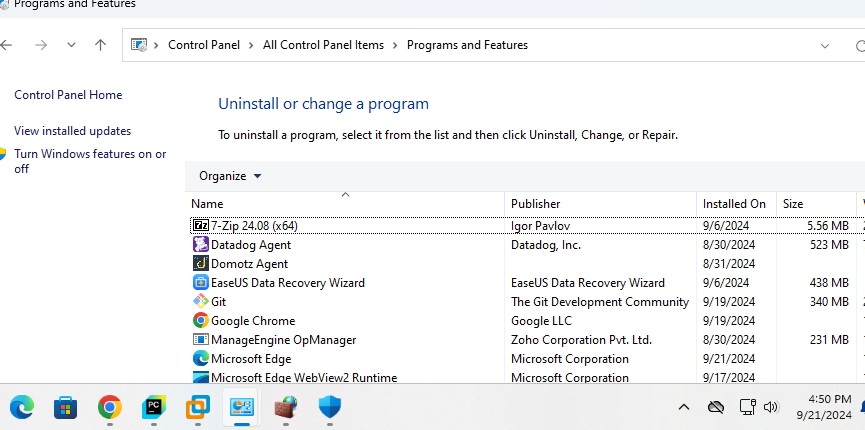 Programs and Features
Control Panel > All Control Panel Items > Programs and Features
Control Panel Home
View installed updates
Turn Windows features on or
off
Uninstall or change a program
To uninstall a program, select it from the list and then click Uninstall, Change, or Repair.
Organize
Name Publisher Installed On Size
7-Zip 24.08 (x64) Igor Pavlov 9/6/2024 5.56 MB
Datadog Agent Datadog, Inc. 8/30/2024 523 MB
Domotz Agent 8/31/2024
EaseUS Data Recovery Wizard EaseUS Data Recovery Wizard 9/6/2024 438 MB
Git The Git Development Community 9/19/2024 340 MB
Google Chrome Google LLC 9/19/2024
ManageEngine OpManager Zoho Corporation Pvt. Ltd. 8/30/2024 231 MB
Microsoft Edge Microsoft Corporation 9/21/2024
Microsoft Edge WebView2 Runtime Microsoft Corporation 9/17/2024
4:50 PM
9/21/2024